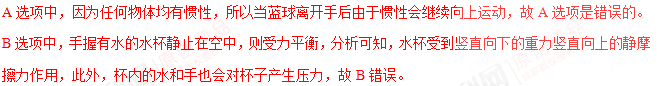 A 选项中，因为任何物体均有惯性，所以当篮球离开手后由于惯性会继续向上运动，故 A 选项是错误的。
B 选项中，手握有水的水杯静止在空中，则受力平衡，分析可知，水杯受到竖直向下的重力竖直向上的静摩
擦力作用，此外，杯内的水和手也会对杯子产生压力，故 B 错误。